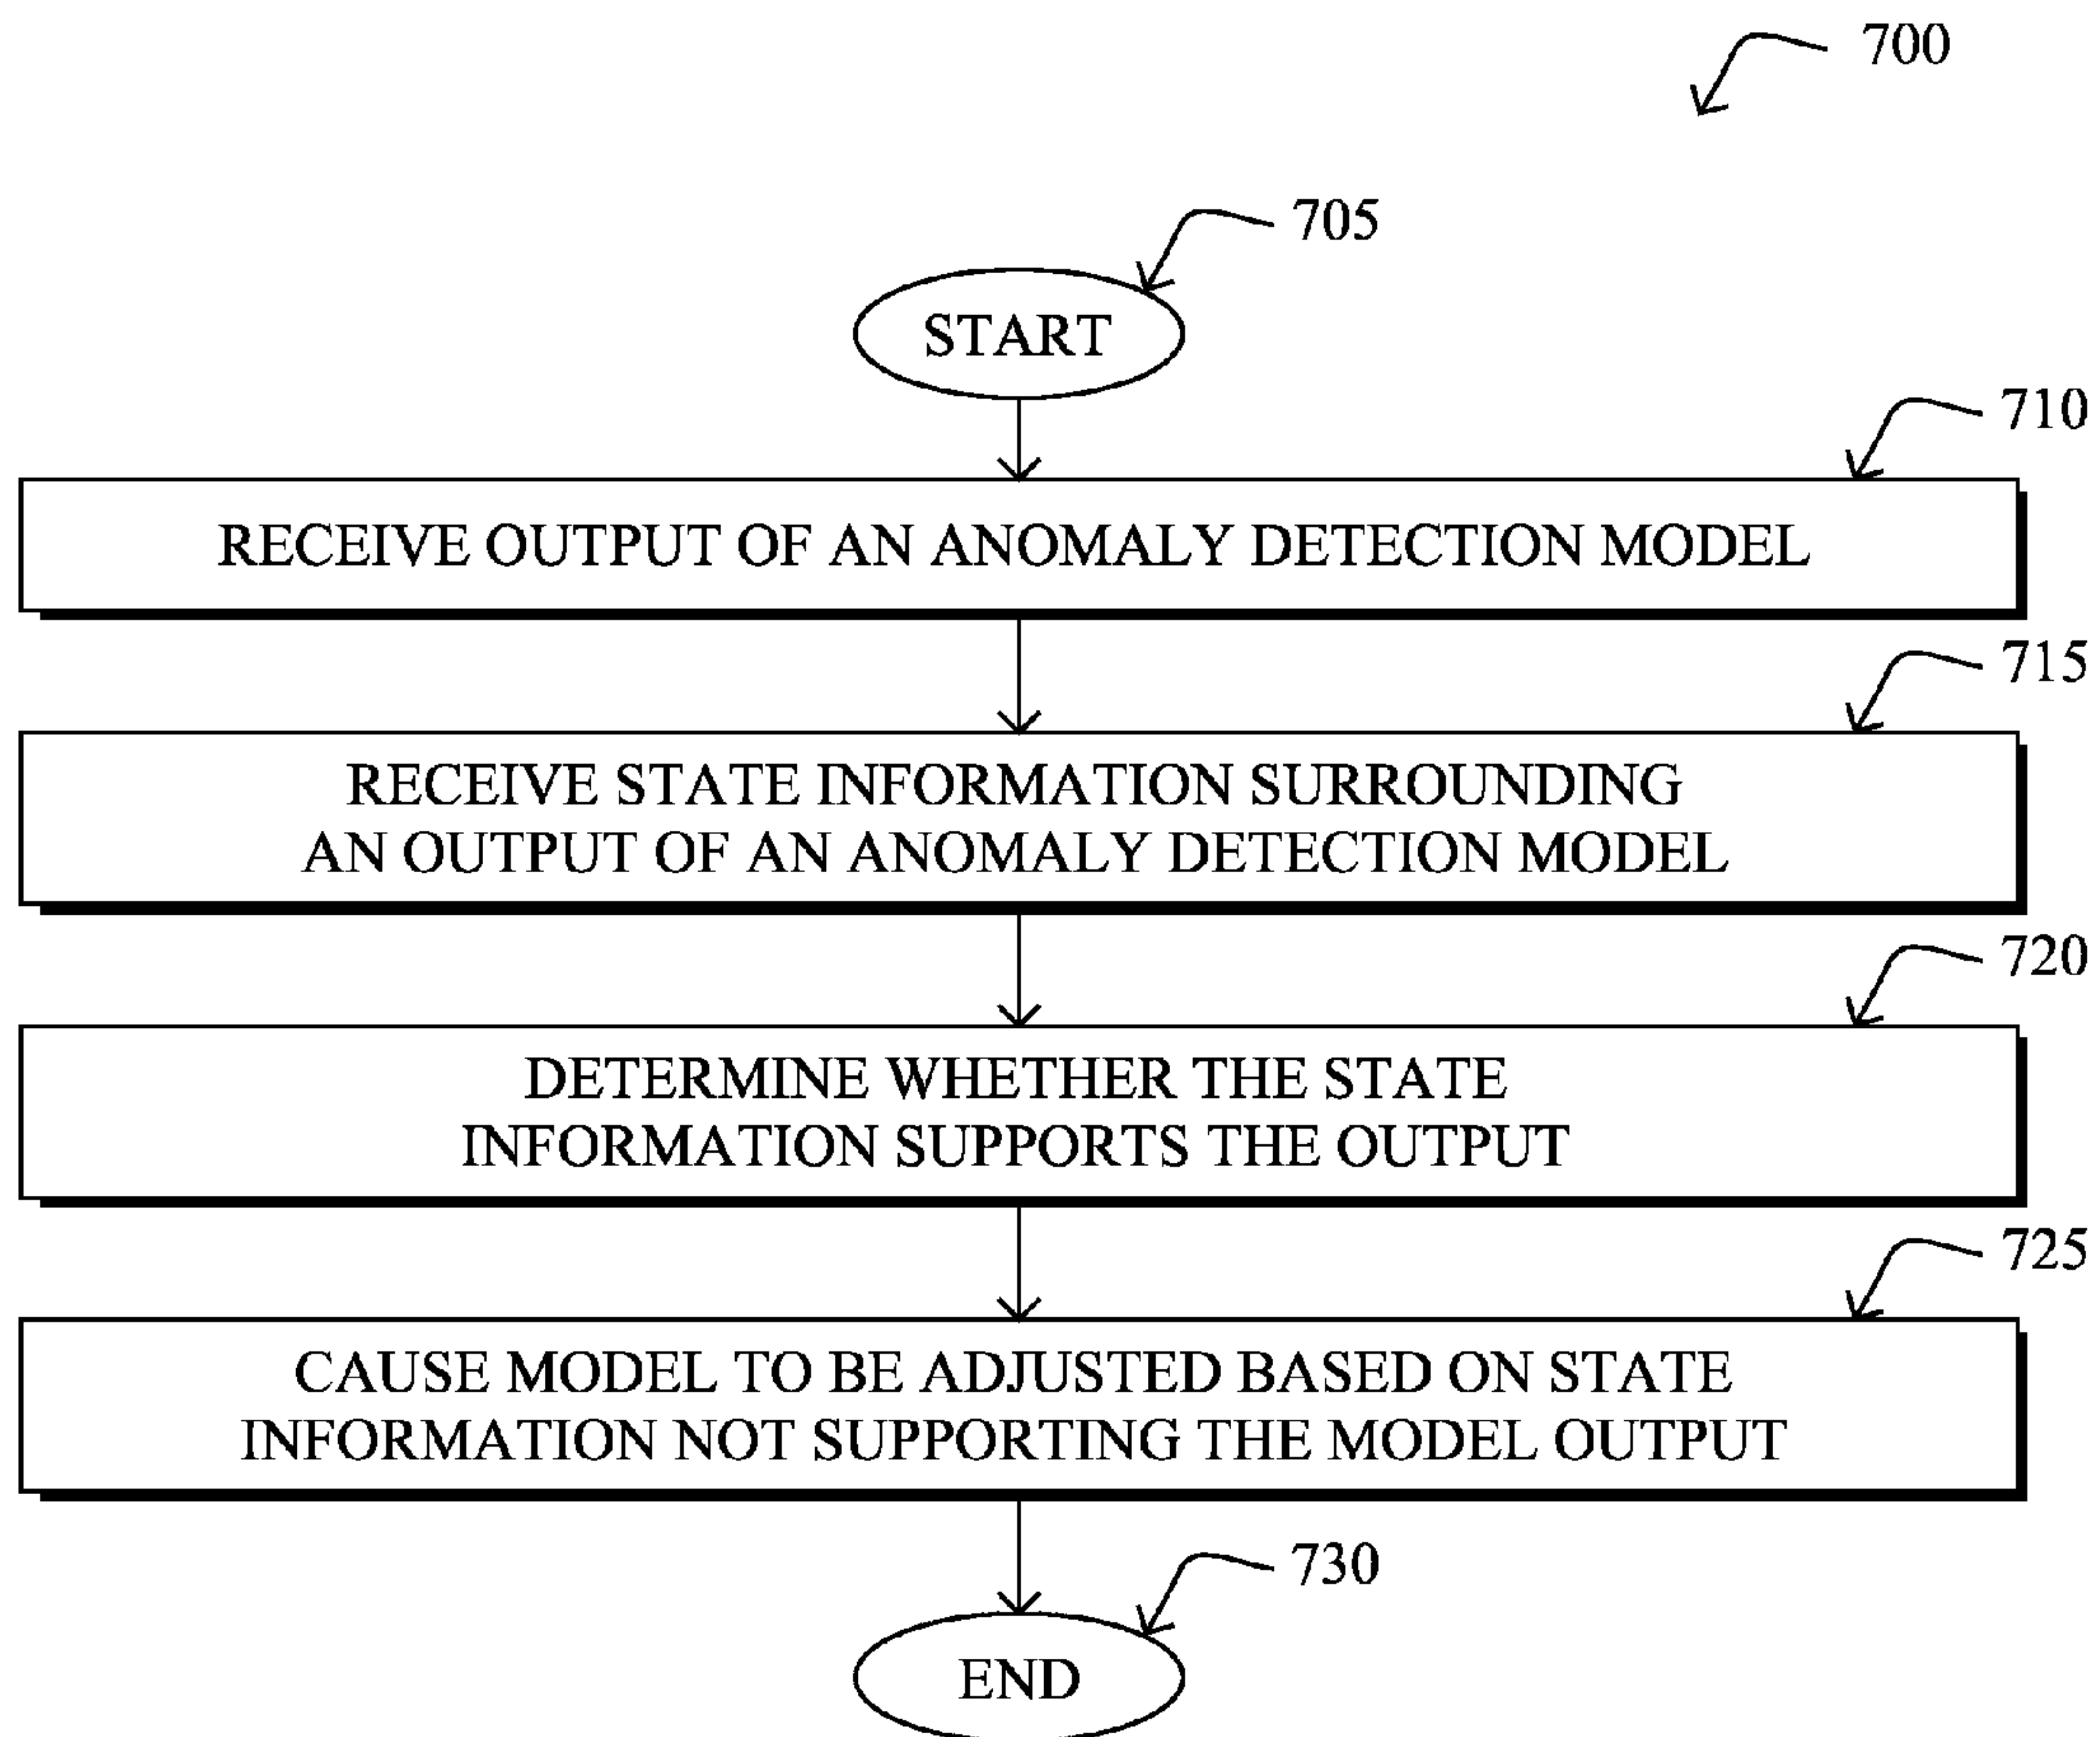 700
705
START
710
RECEIVE OUTPUT OF AN ANOMALY DETECTION MODEL
715
RECEIVE STATE INFORMATION SURROUNDING
AN OUTPUT OF AN ANOMALY DETECTION MODEL
720
DETERMINE WHETHER THE STATE
INFORMATION SUPPORTS THE OUTPUT
725
CAUSE MODEL TO BE ADJUSTED BASED ON STATE
INFORMATION NOT SUPPORTING THE MODEL OUTPUT
730
END